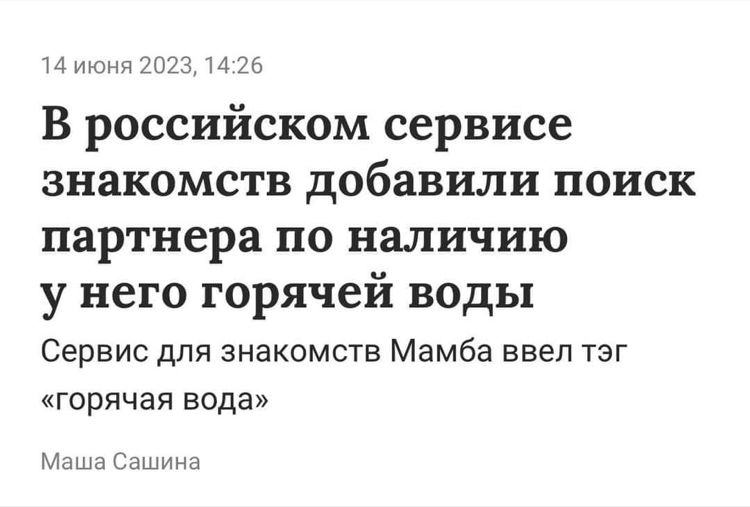 14 июня 2023, 14:26
В российском сервисе
знакомств добавили поиск
партнера по наличию
у него горячей воды
Сервис для знакомств Мамба ввел тэг
«горячая вода»
Маша Сашина